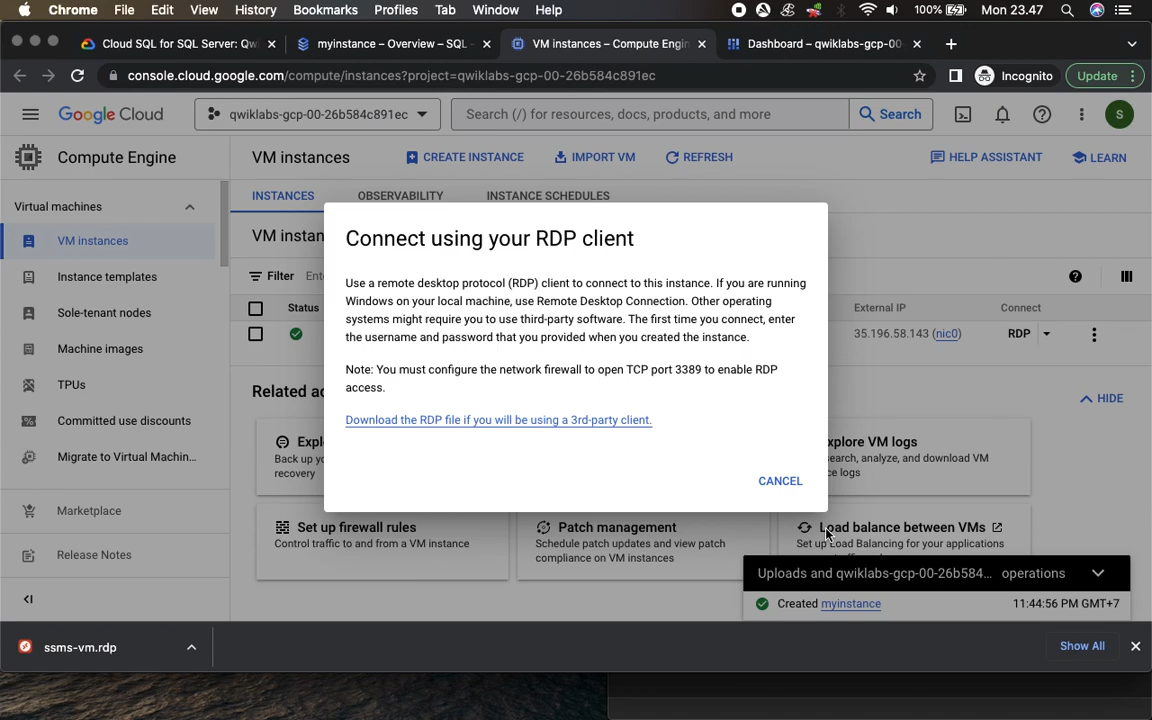 Chrome File Edit View History Bookmarks Profiles Tab Window Help 100% Mon 23.47
Cloud SQL for SQL Server: Qw
myinstance – Overview – SQL
VM instances – Compute Engin
Dashboard – qwiklabs-gcp-00
console.cloud.google.com/compute/instances?project=qwiklabs-gcp-00-26b584c891ec
Incognito
Update
Google Cloud
qwiklabs-gcp-00-26b584c891ec
Search (/) for resources, docs, products, and more
Search
S
Compute Engine
VM instances
CREATE INSTANCE
IMPORT VM
REFRESH
HELP ASSISTANT
LEARN
Virtual machines
VM instances
Instance templates
Sole-tenant nodes
Machine images
TPUs
Committed use discounts
Migrate to Virtual Machin...
Marketplace
Release Notes
INSTANCES
OBSERVABILITY
INSTANCE SCHEDULES
VM instan
Filter
Status
External IP
Connect
35.196.58.143 (nic0)
RDP
Connect using your RDP client
Use a remote desktop protocol (RDP) client to connect to this instance. If you are running
Windows on your local machine, use Remote Desktop Connection. Other operating
systems might require you to use third-party software. The first time you connect, enter
the username and password that you provided when you created the instance.
Note: You must configure the network firewall to open TCP port 3389 to enable RDP
access.
Download the RDP file if you will be using a 3rd-party client.
CANCEL
HIDE
recovery
xplore VM logs
earch, analyze, and download VM
ce logs
Set up firewall rules
Control traffic to and from a VM instance
Patch management
Schedule patch updates and view patch
compliance on VM instances
Load balance between VMs
Set up Load Balancing for your applications
Uploads and qwiklabs-gcp-00-26b584... operations
Created myinstance
11:44:56 PM GMT+7
ssms-vm.rdp
Show All